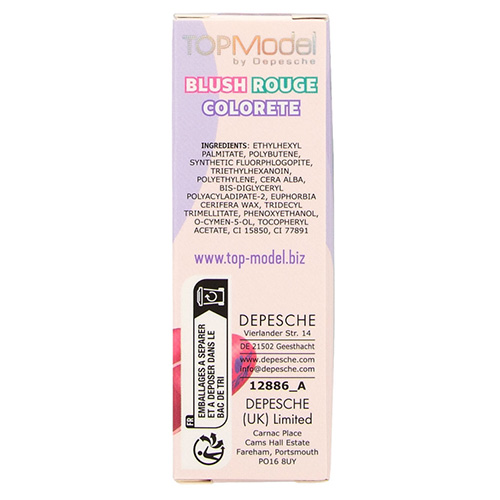 TOPModel
by Depesche
BLUSH ROUGE
COLORETE
INGREDIENTS: ETHYLHEXYL
PALMITATE, POLYBUTENE,
SYNTHETIC FLUORPHLOGOPITE,
TRIETHYLHEXANOIN,
POLYETHYLENE, CERA ALBA,
BIS-DIGLYCERYL
POLYACYLADIPATE-2, EUPHORBIA
CERIFERA WAX, TRIDECYL
TRIMELLITATE, PHENOXYETHANOL,
O-CYMEN-5-OL, TOCOPHERYL
ACETATE, CI 15850, CI 77891
www.top-model.biz
FR
EMBALLAGES A SEPARER
ET A DEPOSER DANS LE
BAC DE TRI
DEPESCHE
Vierlander Str. 14
DE 21502 Geesthacht
www.depesche.com
info@depesche.com
12886_A
DEPESCHE
(UK) Limited
Carnac Place
Cams Hall Estate
Fareham, Portsmouth
PO16 8UY